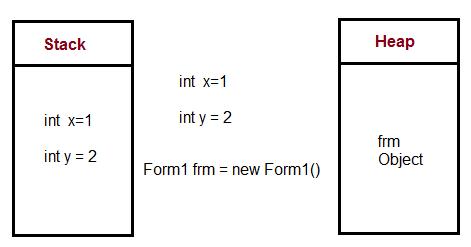 Stack
int x=1
int y = 2
int x=1
int y = 2
Form1 frm = new Form1()
Heap
frm
Object